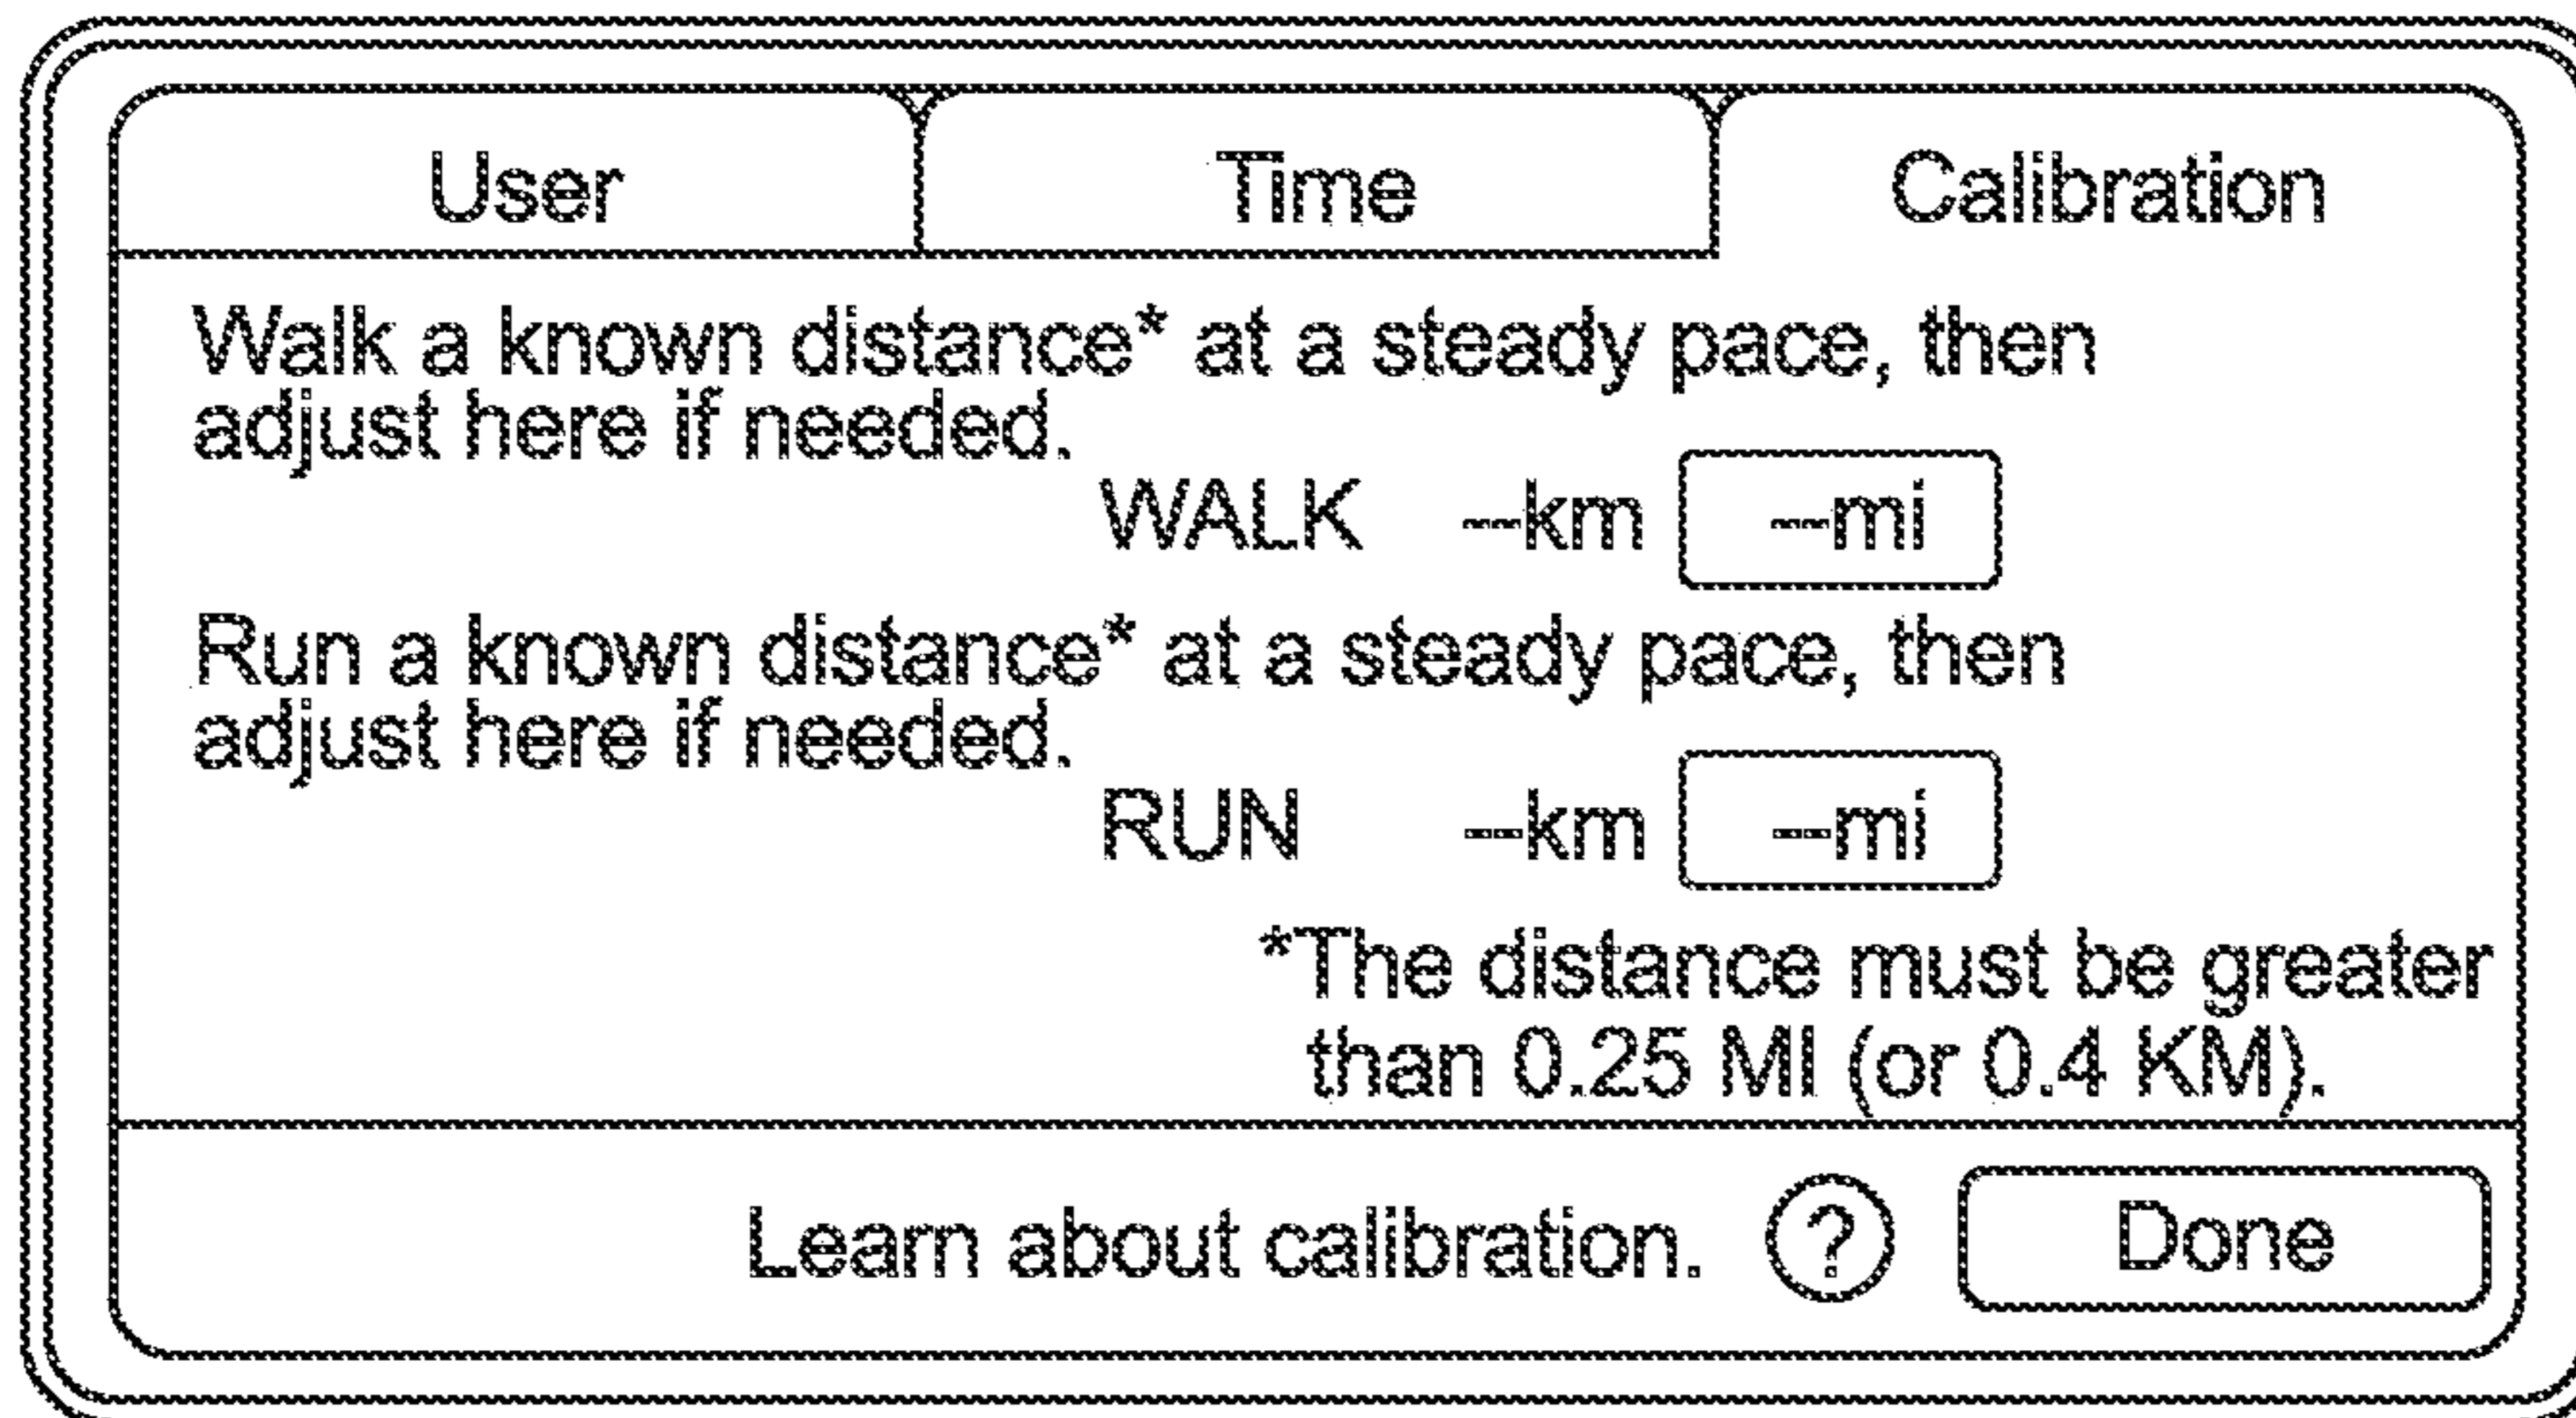 User Time Calibration
Walk a known distance* at a steady pace, then
adjust here if needed.
WALK --km --mi
Run a known distance* at a steady pace, then
adjust here if needed.
RUN --km --mi
*The distance must be greater
than 0.25 MI (or 0.4 KM).
Learn about calibration. ? Done